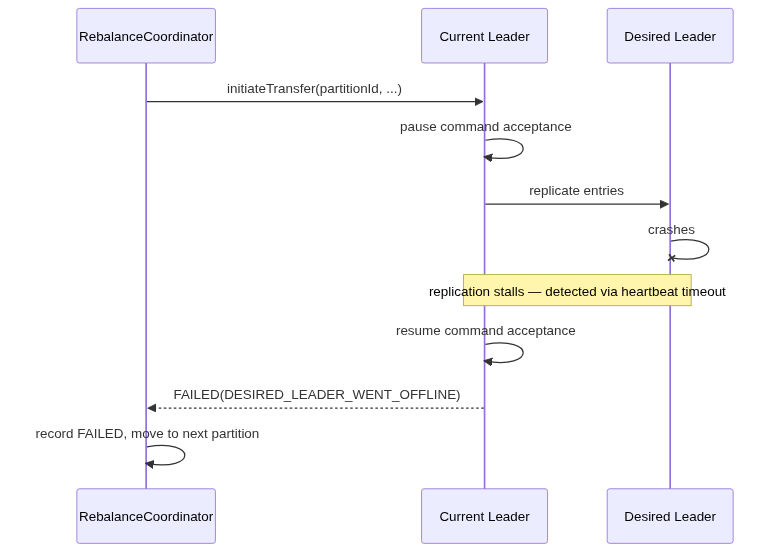 RebalanceCoordinator
Current Leader
Desired Leader
initiateTransfer(partitionId, ...)
pause command acceptance
replicate entries
crashes
replication stalls — detected via heartbeat timeout
resume command acceptance
FAILED(DESIRED_LEADER_WENT_OFFLINE)
record FAILED, move to next partition
RebalanceCoordinator
Current Leader
Desired Leader